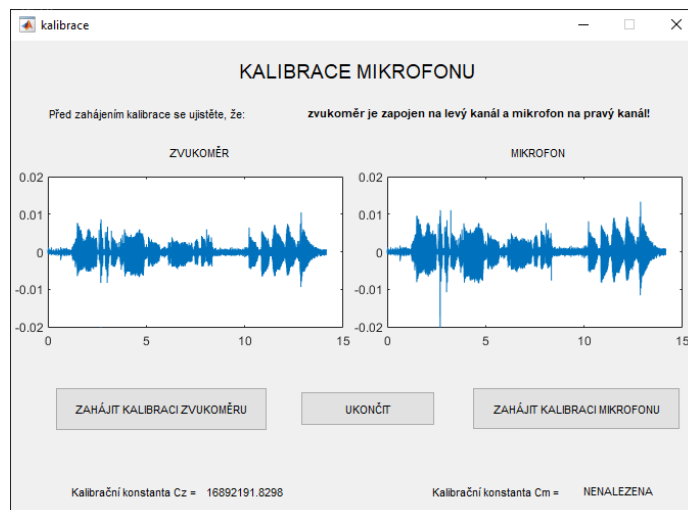 kalibrace
KALIBRACE MIKROFONU
Před zahájením kalibrace se ujistěte, že: zvukoměr je zapojen na levý kanál a mikrofon na pravý kanál!
ZVUKOMĚR MIKROFON
0.02 0.02
0.01 0.01
0 0
-0.01 -0.01
-0.02 -0.02
0 5 10 15 0 5 10 15
ZAHÁJIT KALIBRACI ZVUKOMĚRU UKONČIT ZAHÁJIT KALIBRACI MIKROFONU
Kalibrační konstanta Cz = 16892191.8298 Kalibrační konstanta Cm = NENALEZENA